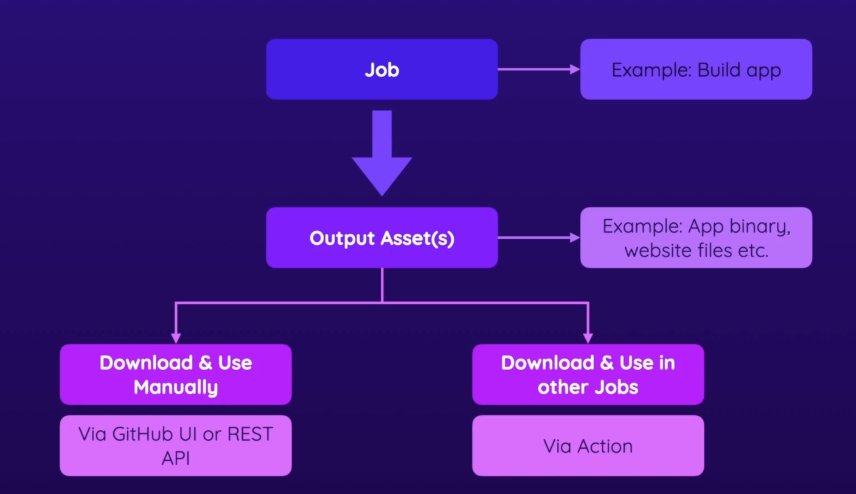 Job
Example: Build app
Output Asset(s)
Example: App binary,
website files etc.
Download & Use
Manually
Via GitHub UI or REST
API
Download & Use in
other Jobs
Via Action